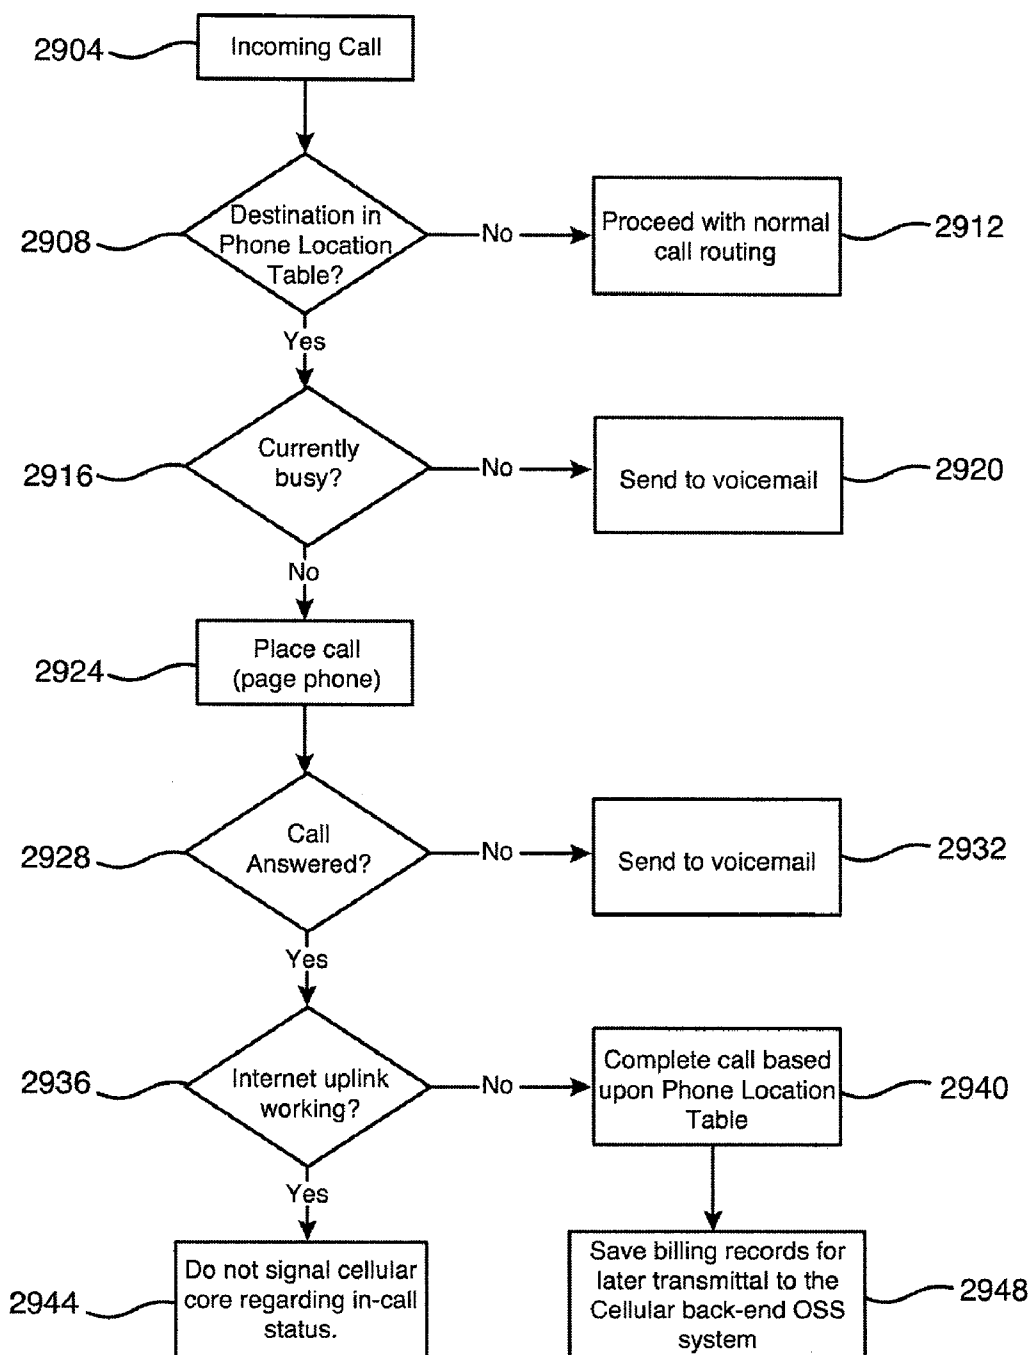 2904
Incoming Call
2908
Destination in
Phone Location
Table?
No
Proceed with normal
call routing
2912
Yes
2916
Currently
busy?
No
Send to voicemail
2920
No
2924
Place call
(page phone)
2928
Call
Answered?
No
Send to voicemail
2932
Yes
2936
Internet uplink
working?
No
Complete call based
upon Phone Location
Table
2940
Yes
2944
Do not signal cellular
core regarding in-call
status.
Save billing records for
later transmittal to the
Cellular back-end OSS
system
2948